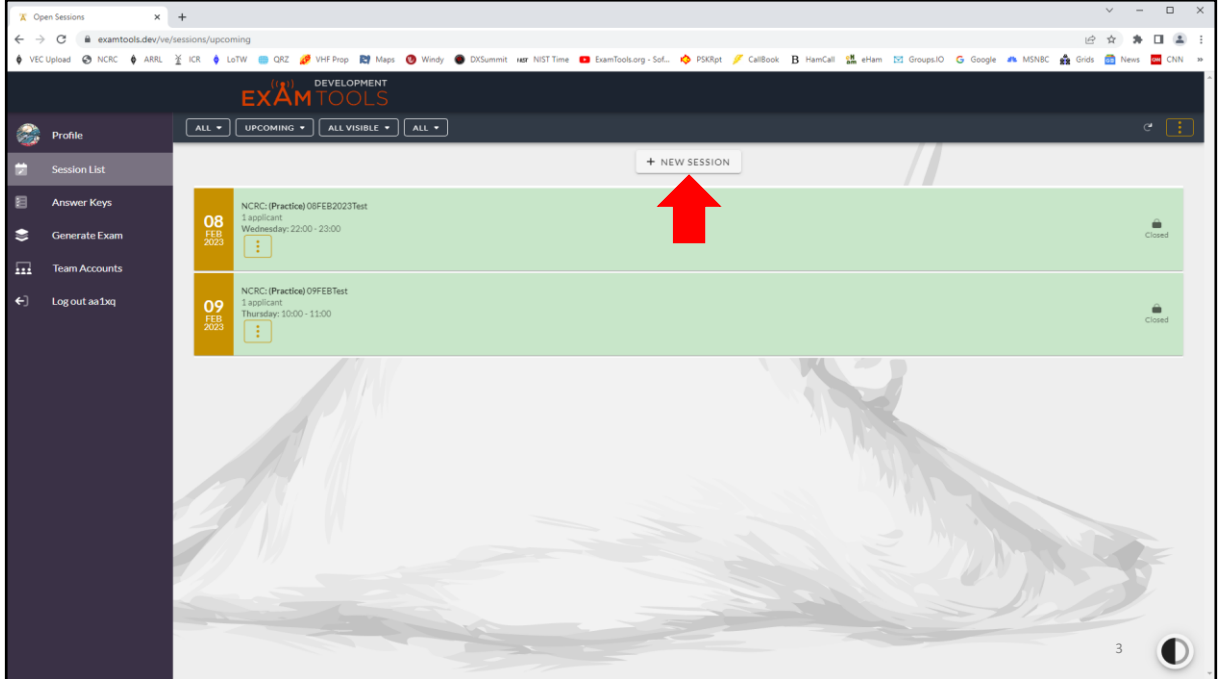 Open Sessions
examtools.dev/ve/sessions/upcoming
VEC Upload NCRC ARRL ICR LoTW QRZ VHF Prop Maps Windy DXSummit NIST NIST Time ExamTools.org - Sof... PSKRpt CallBook B HamCall eHam Groups.IO G Google MSNBC Grids News CNN CNN »
DEVELOPMENT
EXAMTOOLS
Profile
ALL UPCOMING ALL VISIBLE ALL
Session List
+ NEW SESSION
Answer Keys
Generate Exam
Team Accounts
Log out aa1xq
08
FEB
2023
NCRC: (Practice) 08FEB2023Test
1 applicant
Wednesday: 22:00 - 23:00
Closed
09
FEB
2023
NCRC: (Practice) 09FEBTest
1 applicant
Thursday: 10:00 - 11:00
Closed
3